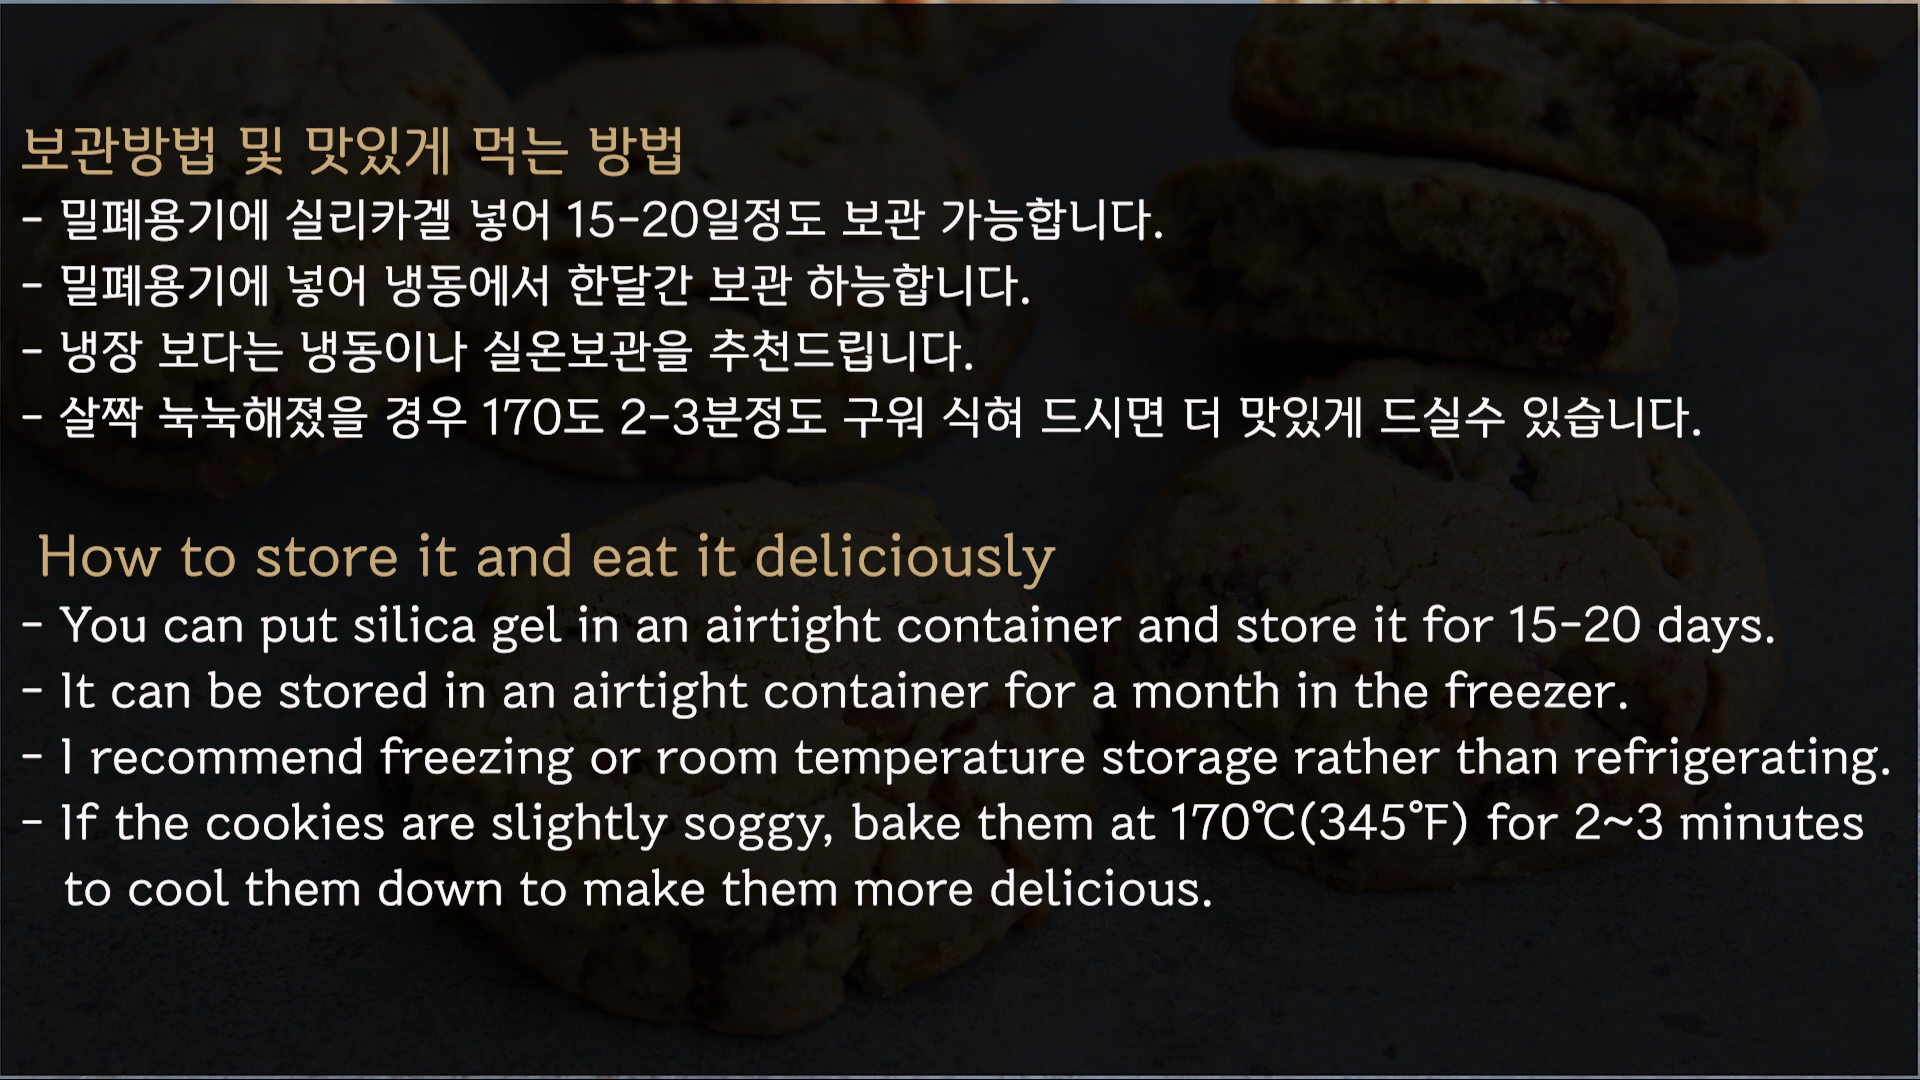 보관방법 및 맛있게 먹는 방법
- 밀폐용기에 실리카겔 넣어 15-20일정도 보관 가능합니다.
- 밀폐용기에 넣어 냉동에서 한달간 보관 하능합니다.
- 냉장 보다는 냉동이나 실온보관을 추천드립니다.
- 살짝 눅눅해졌을 경우 170도 2-3분정도 구워 식혀 드시면 더 맛있게 드실수 있습니다.
How to store it and eat it deliciously
- You can put silica gel in an airtight container and store it for 15-20 days.
- It can be stored in an airtight container for a month in the freezer.
- I recommend freezing or room temperature storage rather than refrigerating.
- If the cookies are slightly soggy, bake them at 170℃(345℉) for 2~3 minutes
to cool them down to make them more delicious.